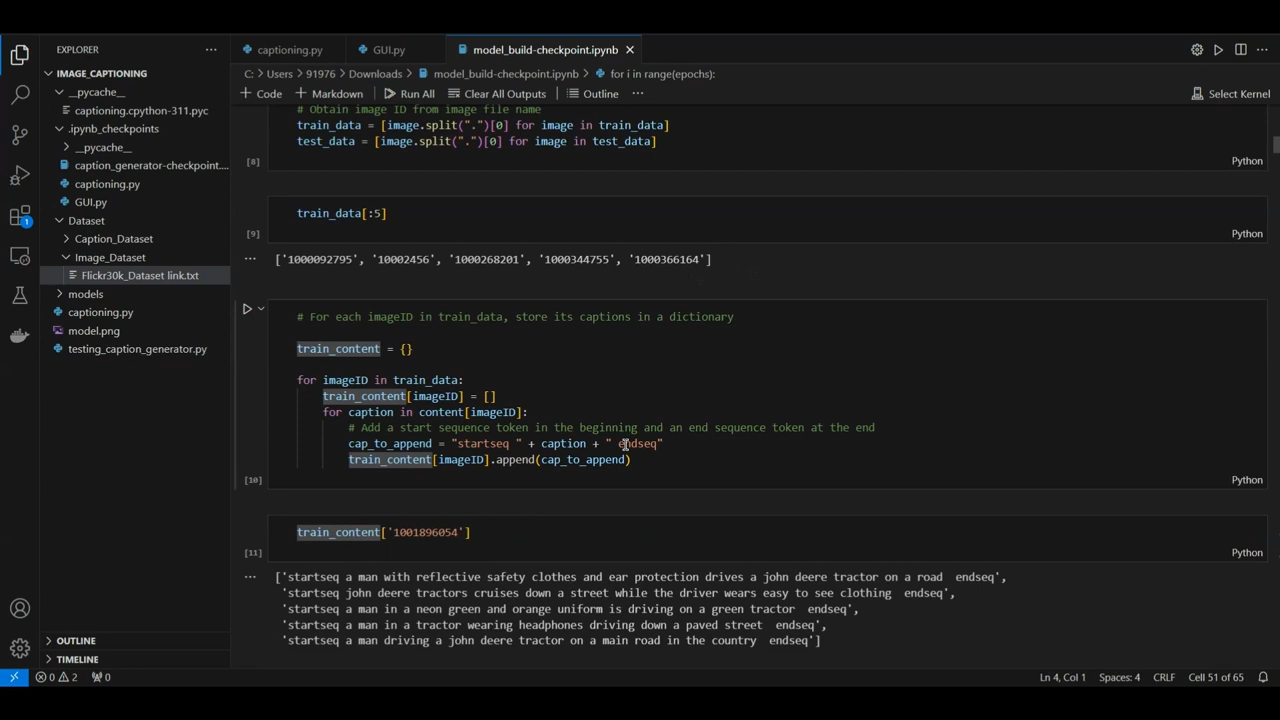 EXPLORER
···
captioning.py
GUI.py
model_build-checkpoint.ipynb
IMAGE_CAPTIONING
C: > Users > 91976 > Downloads > model_build-checkpoint.ipynb > for i in range(epochs):
+ Code + Markdown Run All Clear All Outputs Outline ··· Select Kernel
__pycache__
captioning.cpython-311.pyc
.ipynb_checkpoints
__pycache__
caption_generator-checkpoint....
captioning.py
GUI.py
Dataset
Caption_Dataset
Image_Dataset
Flickr30k_Dataset link.txt
models
captioning.py
model.png
testing_caption_generator.py
OUTLINE
TIMELINE
1
# Obtain image ID from image file name
train_data = [image.split(".")[0] for image in train_data]
test_data = [image.split(".")[0] for image in test_data]
[8] Python
train_data[:5]
[9] Python
··· ['1000092795', '10002456', '1000268201', '1000344755', '1000366164']
# For each imageID in train_data, store its captions in a dictionary
train_content = {}
for imageID in train_data:
train_content[imageID] = []
for caption in content[imageID]:
# Add a start sequence token in the beginning and an end sequence token at the end
cap_to_append = "startseq " + caption + " endseq"
train_content[imageID].append(cap_to_append)
[10] Python
train_content['1001896054']
[11] Python
··· ['startseq a man with reflective safety clothes and ear protection drives a john deere tractor on a road  endseq',
'startseq john deere tractors cruises down a street while the driver wears easy to see clothing  endseq',
'startseq a man in a neon green and orange uniform is driving on a green tractor  endseq',
'startseq a man in a tractor wearing headphones driving down a paved street  endseq',
'startseq a man driving a john deere tractor on a main road in the country  endseq']
0 2 0 Ln 4, Col 1 Spaces: 4 CRLF Cell 51 of 65